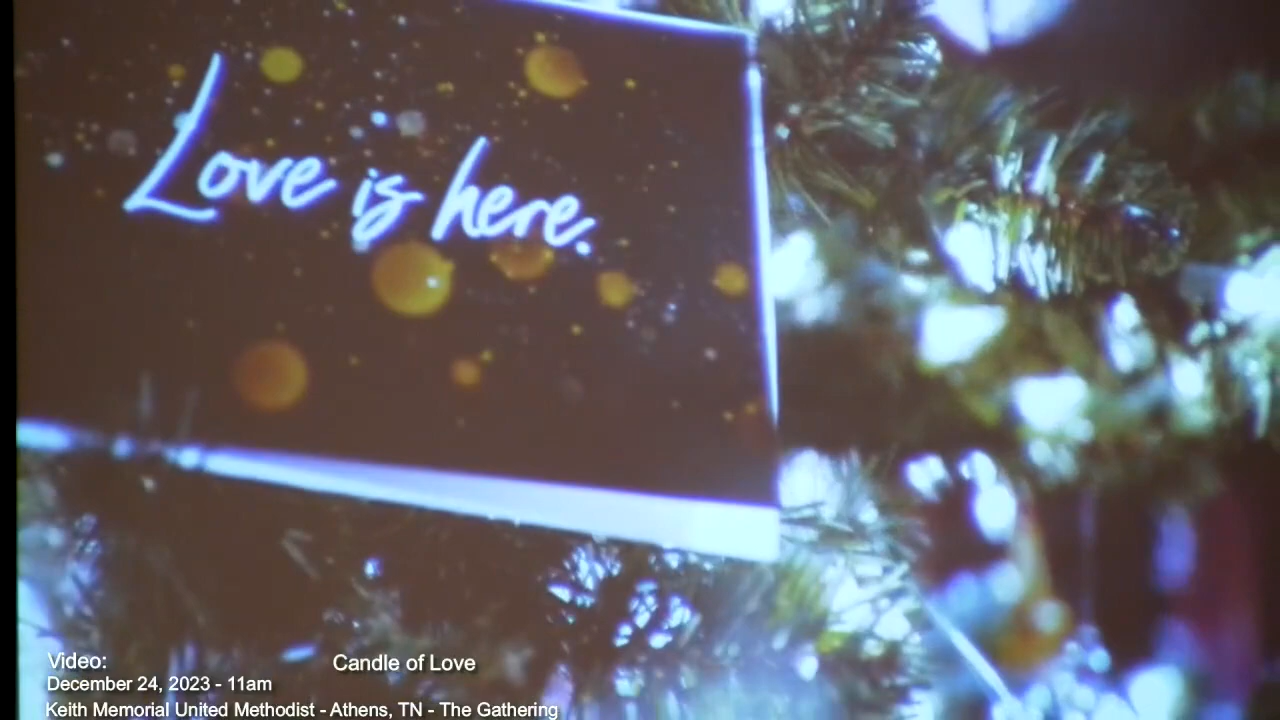 Love is here.
Video: Candle of Love
December 24, 2023 - 11am
Keith Memorial United Methodist - Athens, TN - The Gathering